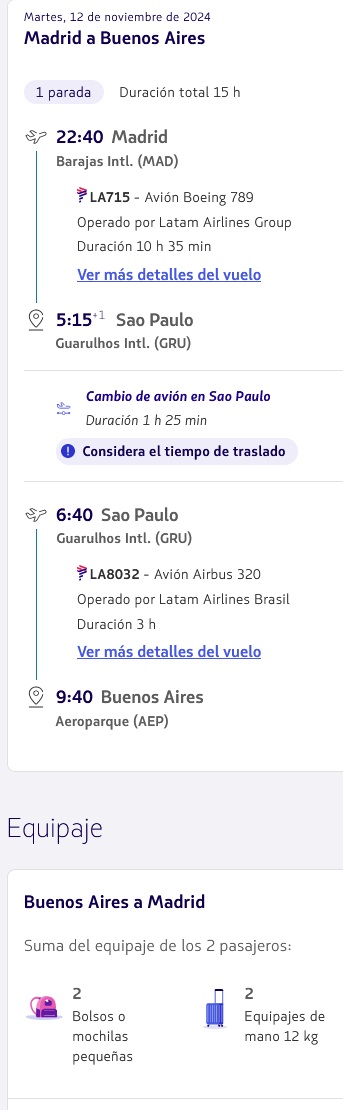 Martes, 12 de noviembre de 2024
Madrid a Buenos Aires
1 parada Duración total 15 h
22:40 Madrid
Barajas Intl. (MAD)
LA715 - Avión Boeing 789
Operado por Latam Airlines Group
Duración 10 h 35 min
Ver más detalles del vuelo
5:15+1 Sao Paulo
Guarulhos Intl. (GRU)
Cambio de avión en Sao Paulo
Duración 1 h 25 min
Considera el tiempo de traslado
6:40 Sao Paulo
Guarulhos Intl. (GRU)
LA8032 - Avión Airbus 320
Operado por Latam Airlines Brasil
Duración 3 h
Ver más detalles del vuelo
9:40 Buenos Aires
Aeroparque (AEP)
Equipaje
Buenos Aires a Madrid
Suma del equipaje de los 2 pasajeros:
2
Bolsos o
mochilas
pequeñas
2
Equipajes de
mano 12 kg